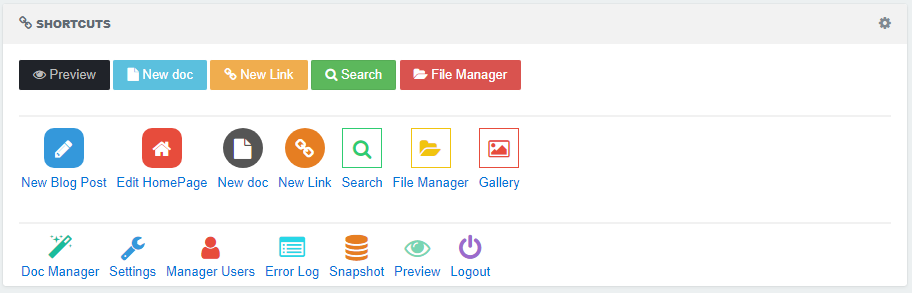 SHORTCUTS
Preview New doc New Link Search File Manager
New Blog Post Edit HomePage New doc New Link Search File Manager Gallery
Doc Manager Settings Manager Users Error Log Snapshot Preview Logout